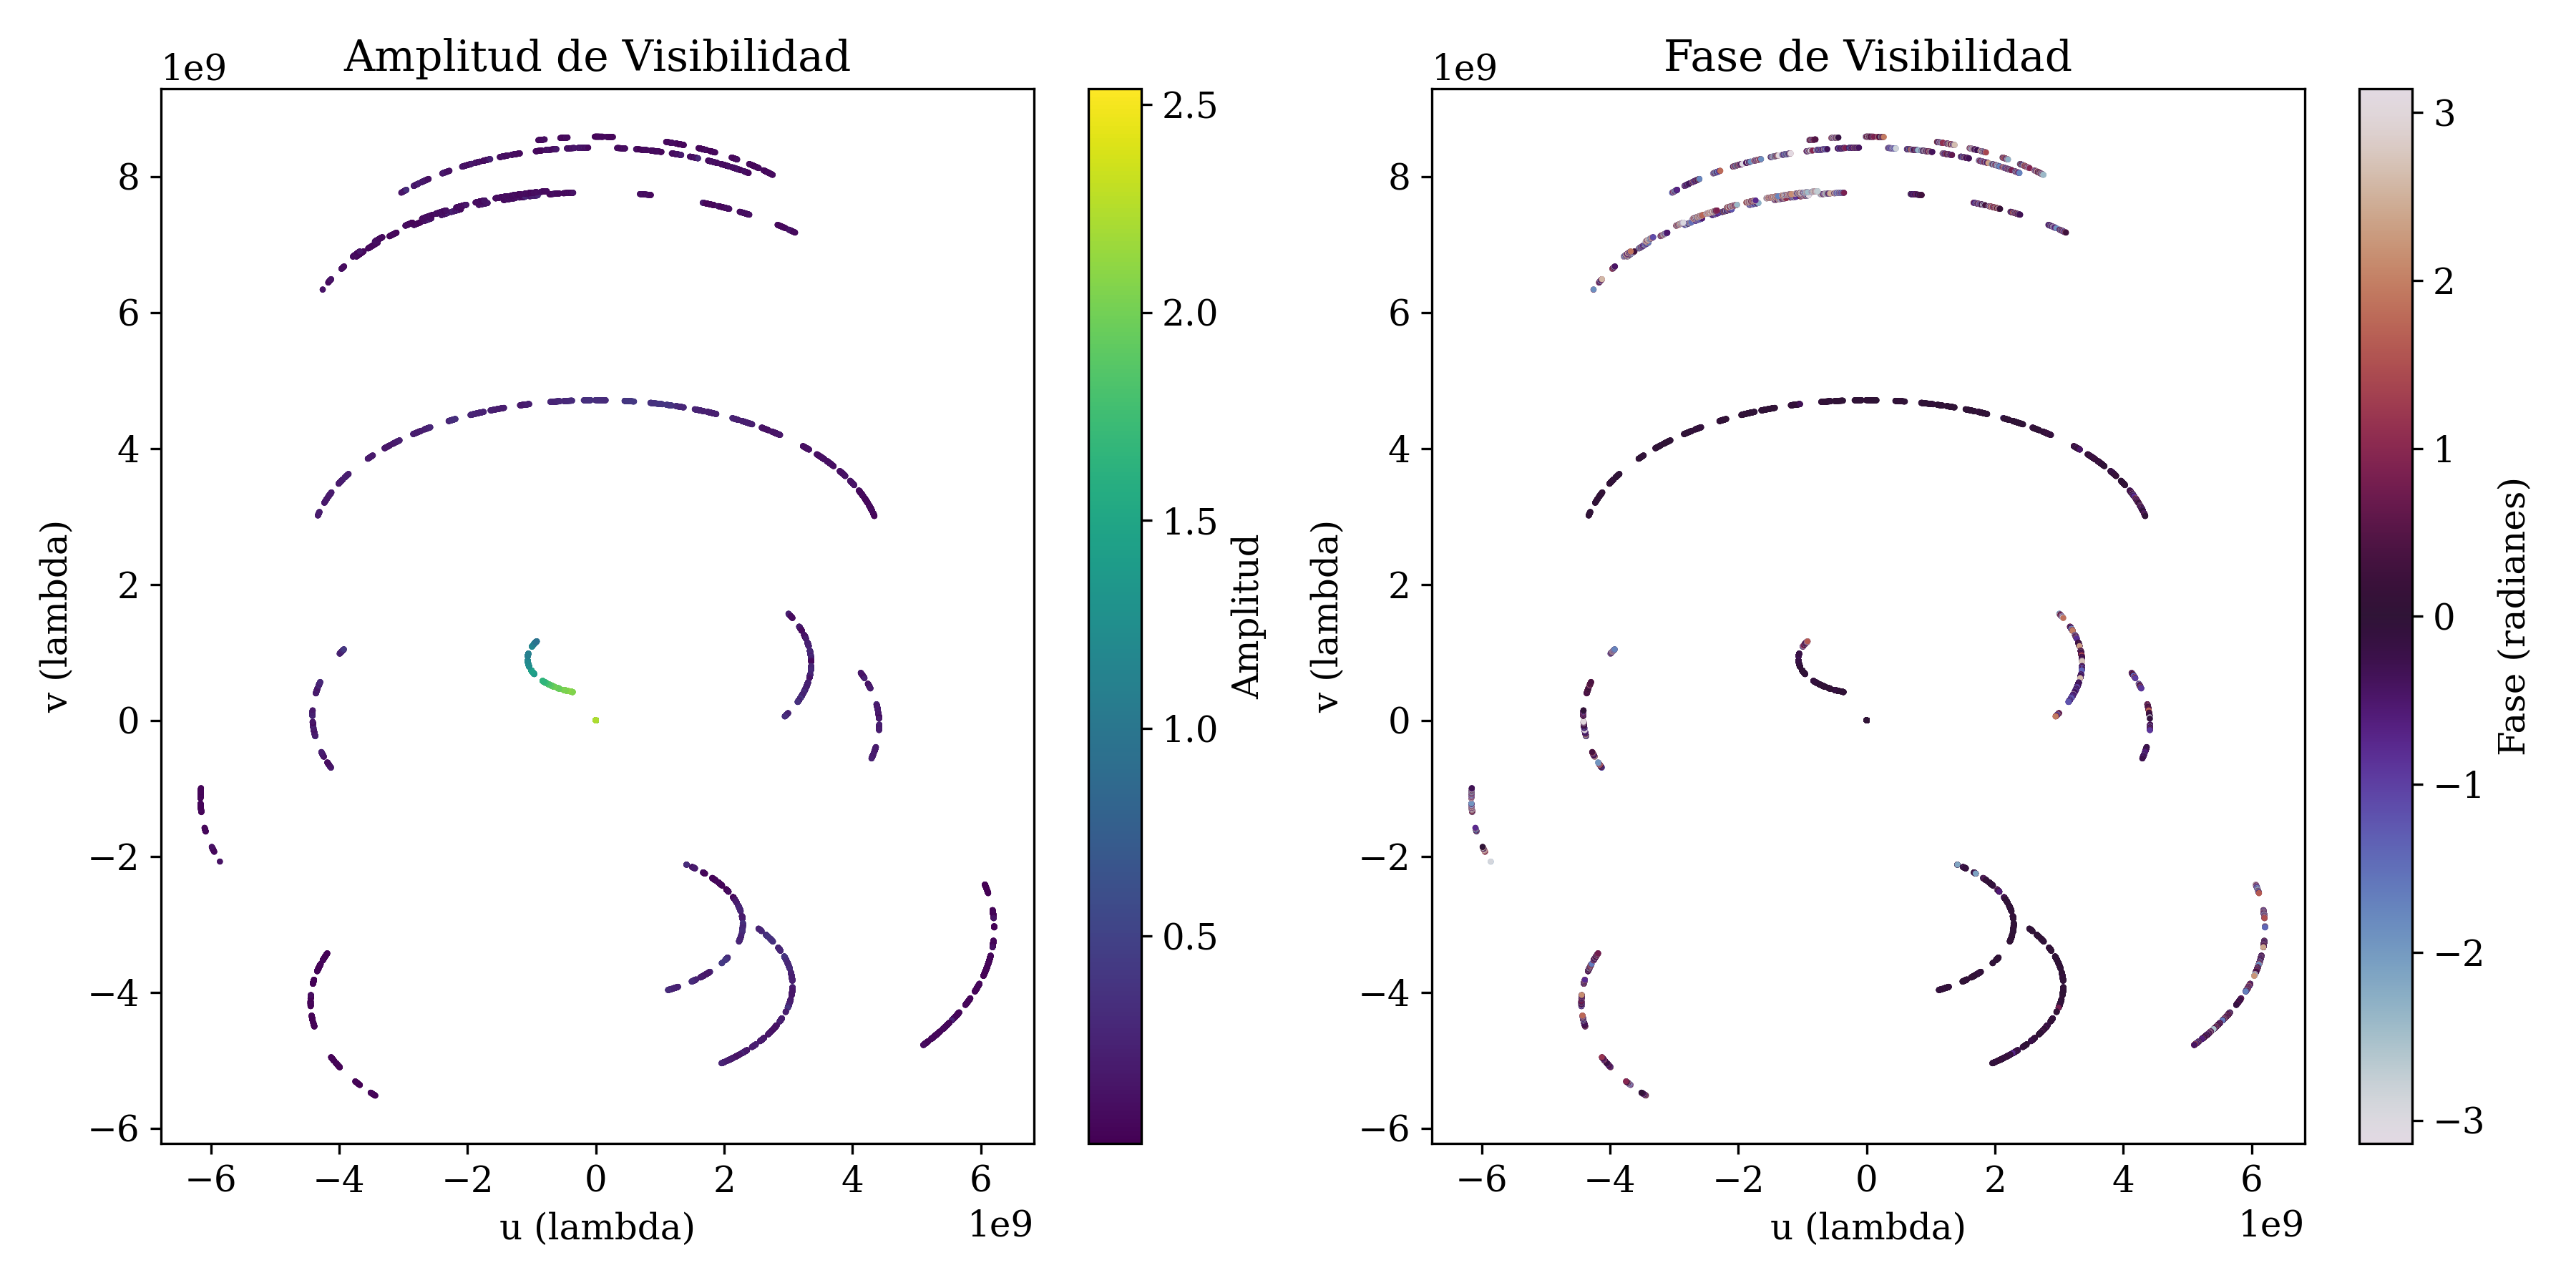 Amplitud de Visibilidad
1e9
8
6
4
2
0
−2
−4
−6
v (lambda)
−6 −4 −2 0 2 4 6
u (lambda)
1e9
2.5
2.0
1.5
1.0
0.5
Amplitud
Fase de Visibilidad
1e9
8
6
4
2
0
−2
−4
−6
v (lambda)
−6 −4 −2 0 2 4 6
u (lambda)
1e9
3
2
1
0
−1
−2
−3
Fase (radianes)